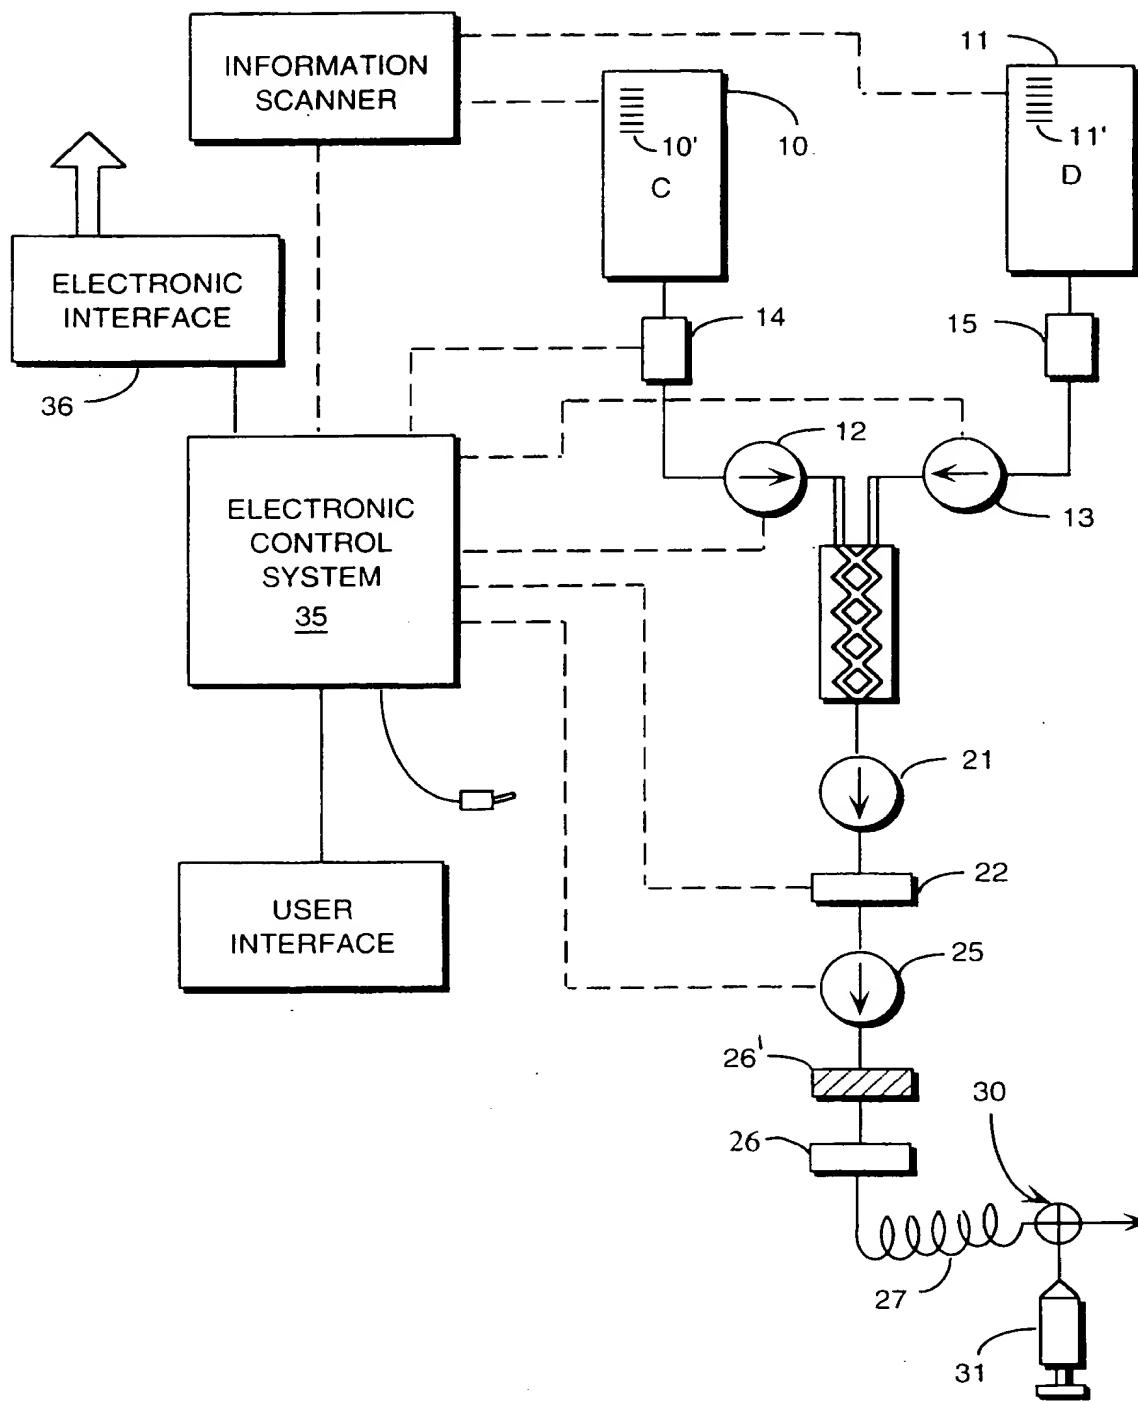 INFORMATION
SCANNER
11
10
10'
C
11'
D
ELECTRONIC
INTERFACE
14
15
36
12
13
ELECTRONIC
CONTROL
SYSTEM
35
21
22
USER
INTERFACE
25
26'
26
30
27
31